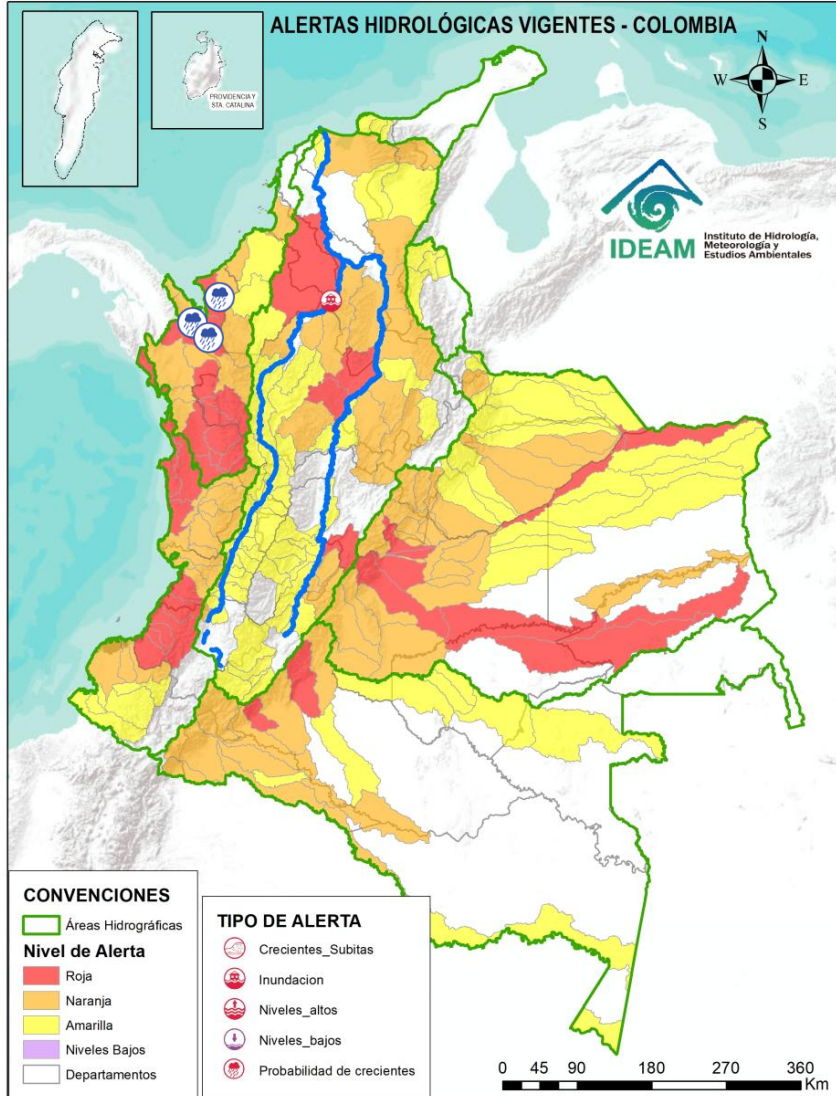 ALERTAS HIDROLÓGICAS VIGENTES - COLOMBIA
PROVIDENCIA Y
STA. CATALINA
N
W
E
S
IDEAM
Instituto de Hidrología,
Meteorología y
Estudios Ambientales
CONVENCIONES
Áreas Hidrográficas
Nivel de Alerta
Roja
Naranja
Amarilla
Niveles Bajos
Departamentos
TIPO DE ALERTA
Crecientes_Subitas
Inundacion
Niveles_altos
Niveles_bajos
Probabilidad de crecientes
0 45 90 180 270 360
Km